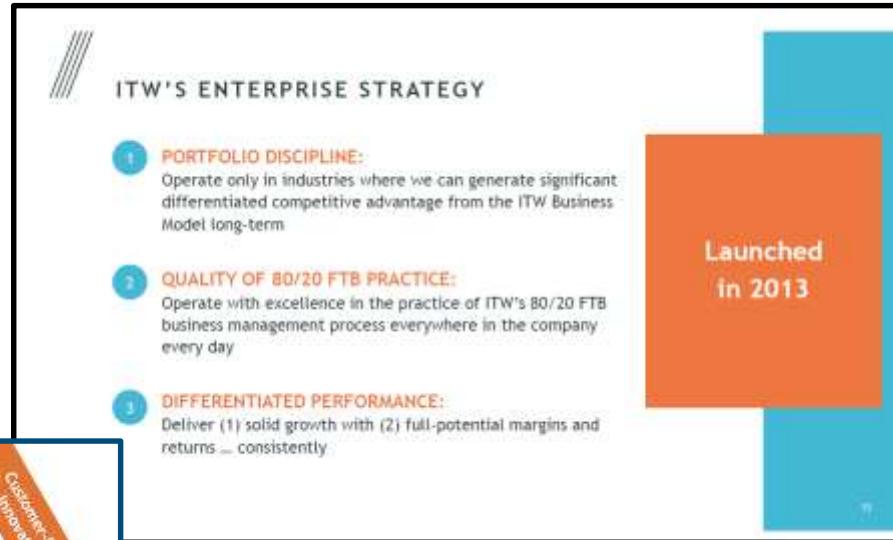 ITW'S ENTERPRISE STRATEGY
1
PORTFOLIO DISCIPLINE:
Operate only in industries where we can generate significant
differentiated competitive advantage from the ITW Business
Model long-term
2
QUALITY OF 80/20 FTB PRACTICE:
Operate with excellence in the practice of ITW's 80/20 FTB
business management process everywhere in the company
every day
3
DIFFERENTIATED PERFORMANCE:
Deliver (1) solid growth with (2) full-potential margins and
returns … consistently
Launched
in 2013